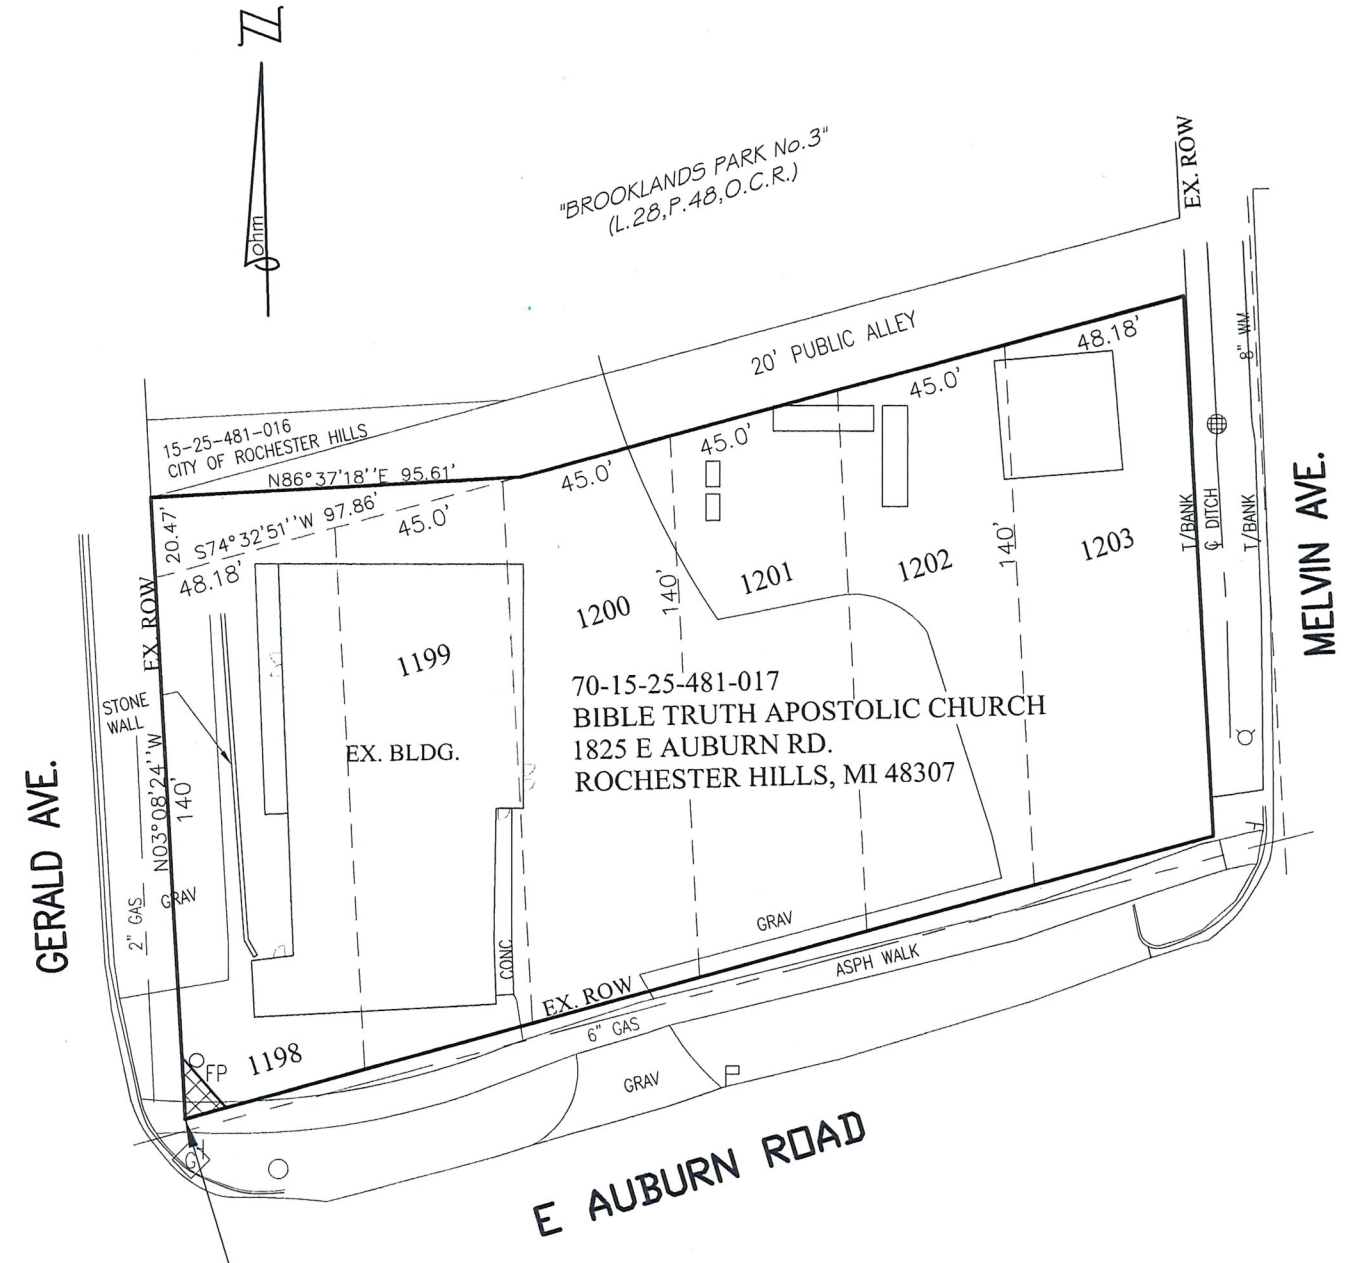 N
ohm
"BROOKLANDS PARK No.3"
(L.28,P.48,O.C.R.)
EX. ROW
20' PUBLIC ALLEY
48.18'
45.0'
45.0'
45.0'
8" WM
15-25-481-016
CITY OF ROCHESTER HILLS
N86°37'18''E 95.61'
S74°32'51''W 97.86'
45.0'
20.47'
48.18'
EX. ROW
T/BANK
℄ DITCH
T/BANK
MELVIN AVE.
140'
140'
1203
1202
1201
1200
1199
70-15-25-481-017
BIBLE TRUTH APOSTOLIC CHURCH
1825 E AUBURN RD.
ROCHESTER HILLS, MI 48307
STONE
WALL
EX. BLDG.
N03°08'24''W
140'
GERALD AVE.
2" GAS
GRAV
GRAV
CONC
EX. ROW
ASPH WALK
6" GAS
1198
FP
GRAV
GH
E AUBURN ROAD